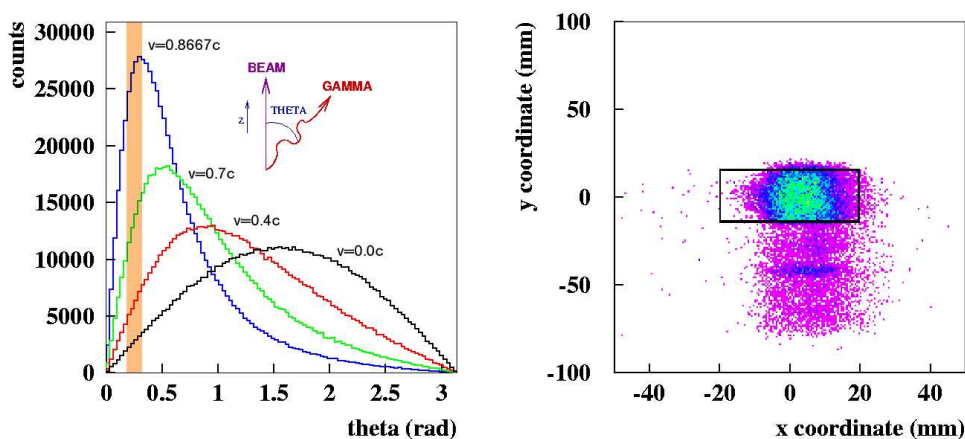 counts
30000
25000
20000
15000
10000
5000
0
v=0.8667c
BEAM
GAMMA
THETA
z
v=0.7c
v=0.4c
v=0.0c
0 0.5 1 1.5 2 2.5 3
theta (rad)
y coordinate (mm)
100
50
0
-50
-100
-40 -20 0 20 40
x coordinate (mm)